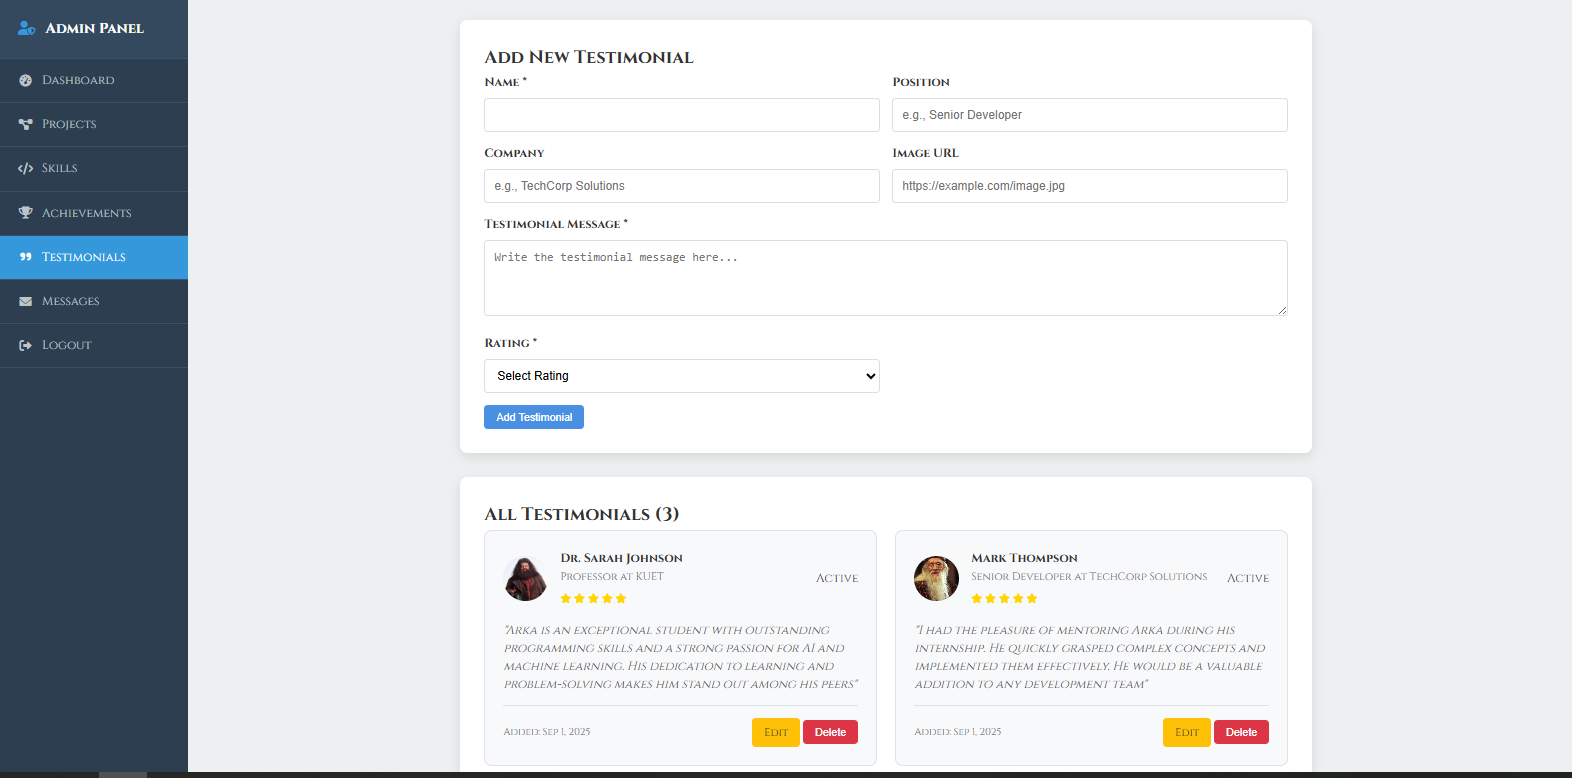 Admin Panel
Dashboard
Projects
Skills
Achievements
Testimonials
Messages
Logout
Add New Testimonial
Name *
Position
e.g., Senior Developer
Company
Image URL
e.g., TechCorp Solutions
https://example.com/image.jpg
Testimonial Message *
Write the testimonial message here...
Rating *
Select Rating
Add Testimonial
All Testimonials (3)
Dr. Sarah Johnson
Professor at KUET
Active
"Arka is an exceptional student with outstanding
programming skills and a strong passion for AI and
machine learning. His dedication to learning and
problem-solving makes him stand out among his peers"
Added: Sep 1, 2025
Edit
Delete
Mark Thompson
Senior Developer at TechCorp Solutions
Active
"I had the pleasure of mentoring Arka during his
internship. He quickly grasped complex concepts and
implemented them effectively. He would be a valuable
addition to any development team"
Added: Sep 1, 2025
Edit
Delete